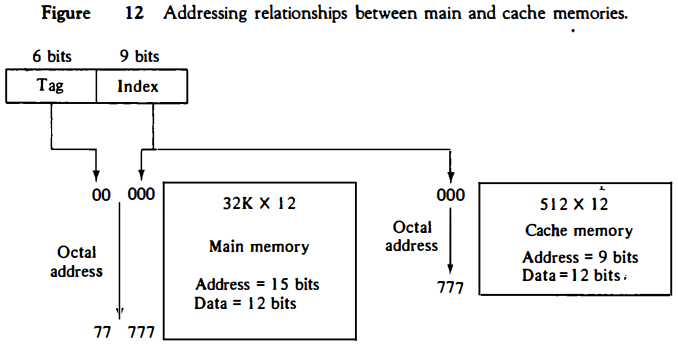 Figure 12 Addressing relationships between main and cache memories.
6 bits 9 bits
Tag Index
00 000
000
32K X 12
512 X 12
Main memory
Cache memory
Octal
address
Octal
address
Address = 15 bits
Data = 12 bits
Address = 9 bits
Data = 12 bits
777
77 777